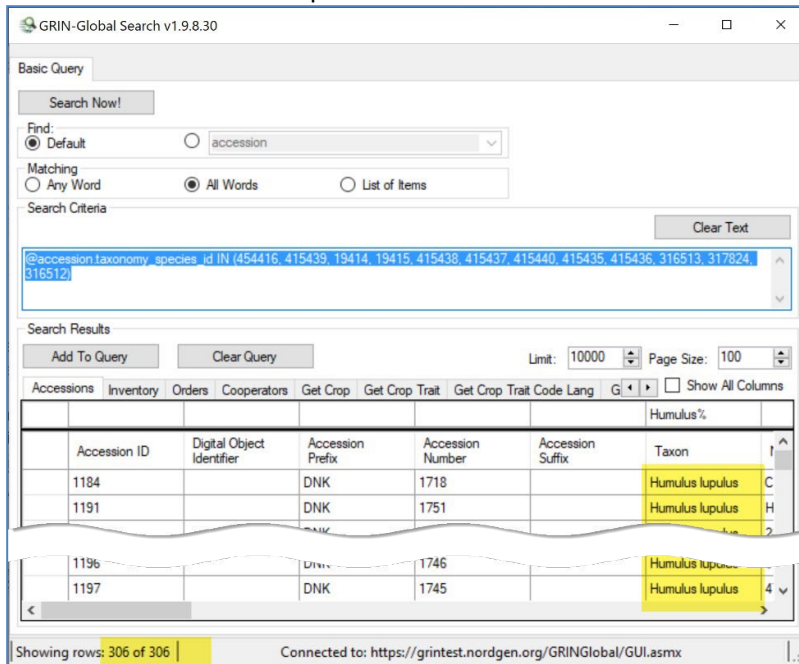 GRIN-Global Search v1.9.8.30
Basic Query
Search Now!
Find:
Default accession
Matching
Any Word All Words List of Items
Search Criteria
Clear Text
@accession.taxonomy_species_id IN (454416, 415439, 19414, 19415, 415438, 415437, 415440, 415435, 415436, 316513, 317824,
316512)
Search Results
Add To Query Clear Query Limit: 10000 Page Size: 100
Accessions Inventory Orders Cooperators Get Crop Get Crop Trait Get Crop Trait Code Lang G Show All Columns
Humulus%
Accession ID Digital Object Identifier Accession Prefix Accession Number Accession Suffix Taxon
1184 DNK 1718 Humulus lupulus C
1191 DNK 1751 Humulus lupulus H
1196 DNK 1746 Humulus lupulus
1197 DNK 1745 Humulus lupulus 4
Showing rows: 306 of 306 Connected to: https://grintest.nordgen.org/GRINGlobal/GUI.asmx